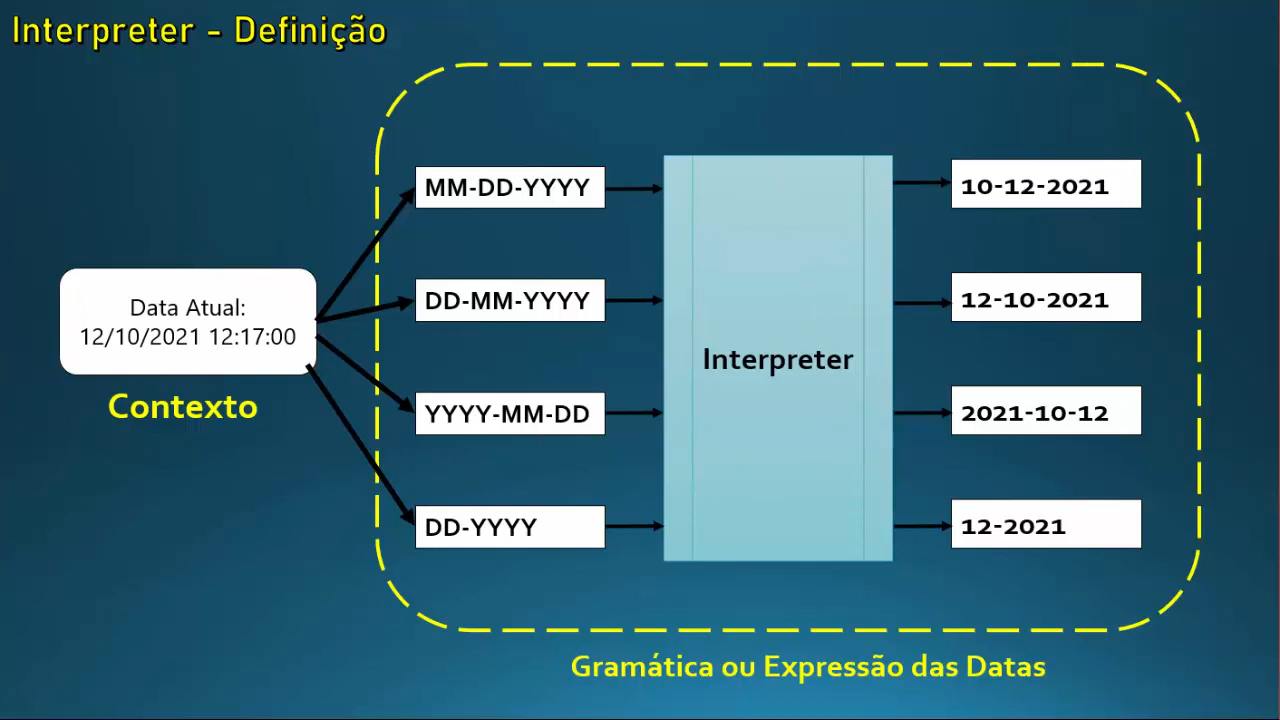 Interpreter - Definição
MM-DD-YYYY
10-12-2021
Data Atual:
12/10/2021 12:17:00
DD-MM-YYYY
12-10-2021
Interpreter
Contexto
YYYY-MM-DD
2021-10-12
DD-YYYY
12-2021
Gramática ou Expressão das Datas